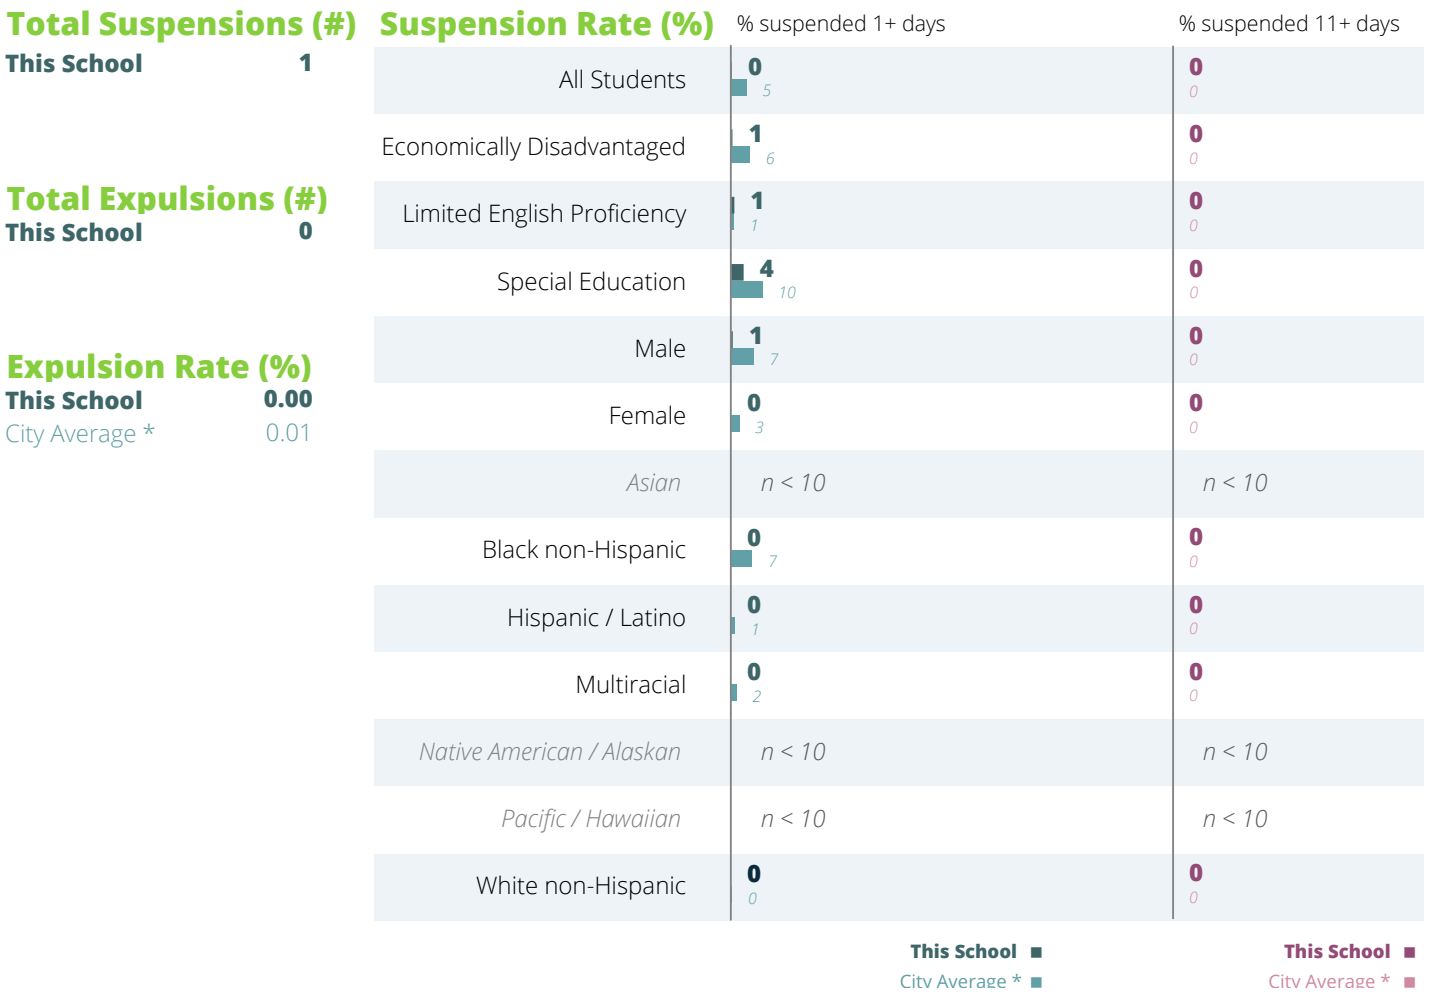 Total Suspensions (#)
This School 1
Total Expulsions (#)
This School 0
Expulsion Rate (%)
This School 0.00
City Average * 0.01
Suspension Rate (%) % suspended 1+ days % suspended 11+ days
All Students 0 0
5 0
Economically Disadvantaged 1 0
6 0
Limited English Proficiency 1 0
1 0
Special Education 4 0
10 0
Male 1 0
7 0
Female 0 0
3 0
Asian n < 10 n < 10
Black non-Hispanic 0 0
7 0
Hispanic / Latino 0 0
1 0
Multiracial 0 0
2 0
Native American / Alaskan n < 10 n < 10
Pacific / Hawaiian n < 10 n < 10
White non-Hispanic 0 0
0 0
This School This School
City Average * City Average *